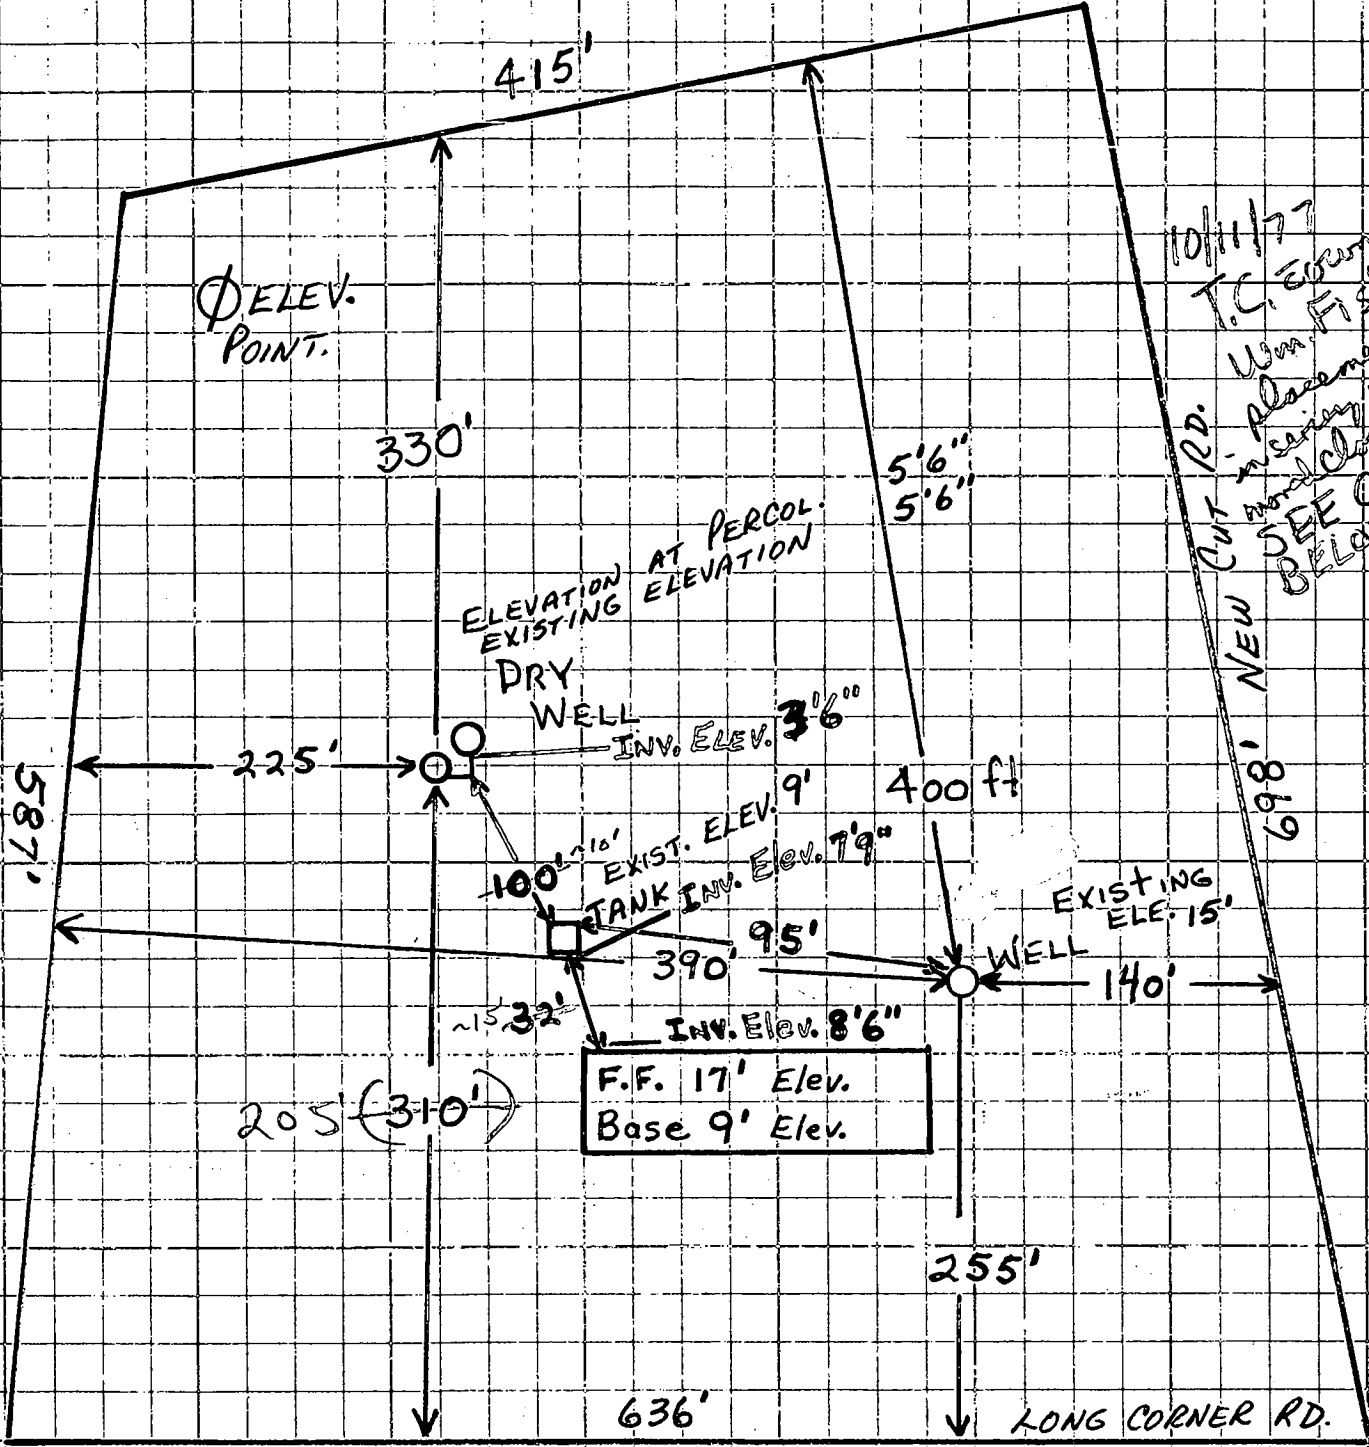 415'
Ø ELEV.
POINT.
10/11/77
T.C.
Wm.
in
SEE
330'
5'6"
5'6"
NEW CUT RD.
698'
ELEVATION AT PERCOL.
EXISTING ELEVATION
DRY
WELL
INV. ELEV. 3'6"
225'
587'
400 ft
100' ~10'
EXIST. ELEV. 9'
TANK INV. Elev. 7'9"
EXISTING
ELE. 15'
95'
390'
WELL
140'
~15 32'
INV. Elev. 8'6"
F.F. 17' Elev.
Base 9' Elev.
205' (310')
255'
636'
LONG CORNER RD.